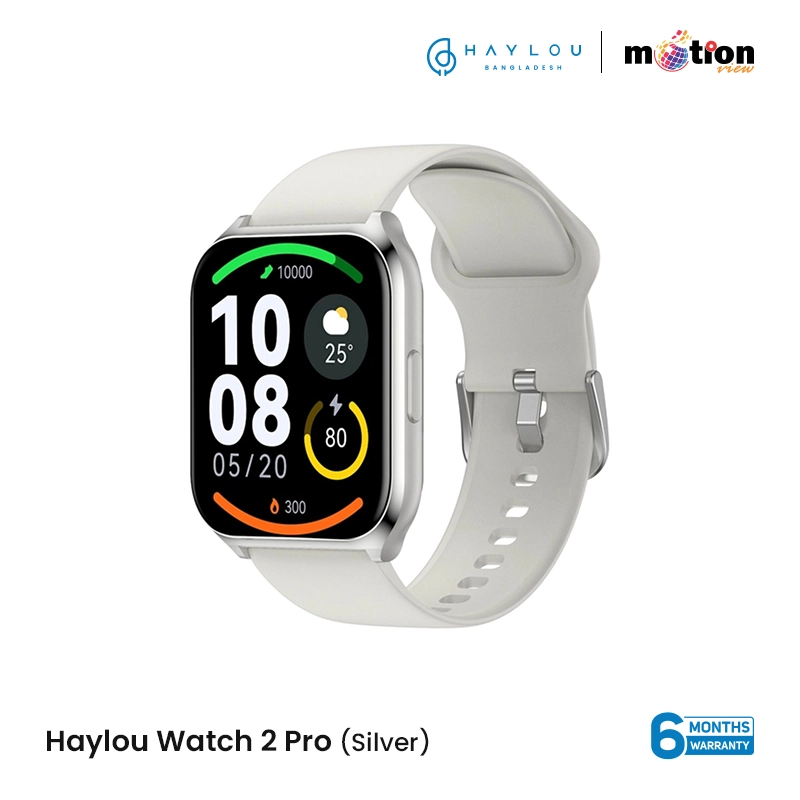 HAYLOU
BANGLADESH
motion
view
10000
10
25°
08
80
05/20
300
Haylou Watch 2 Pro (Silver)
6 MONTHS
WARRANTY